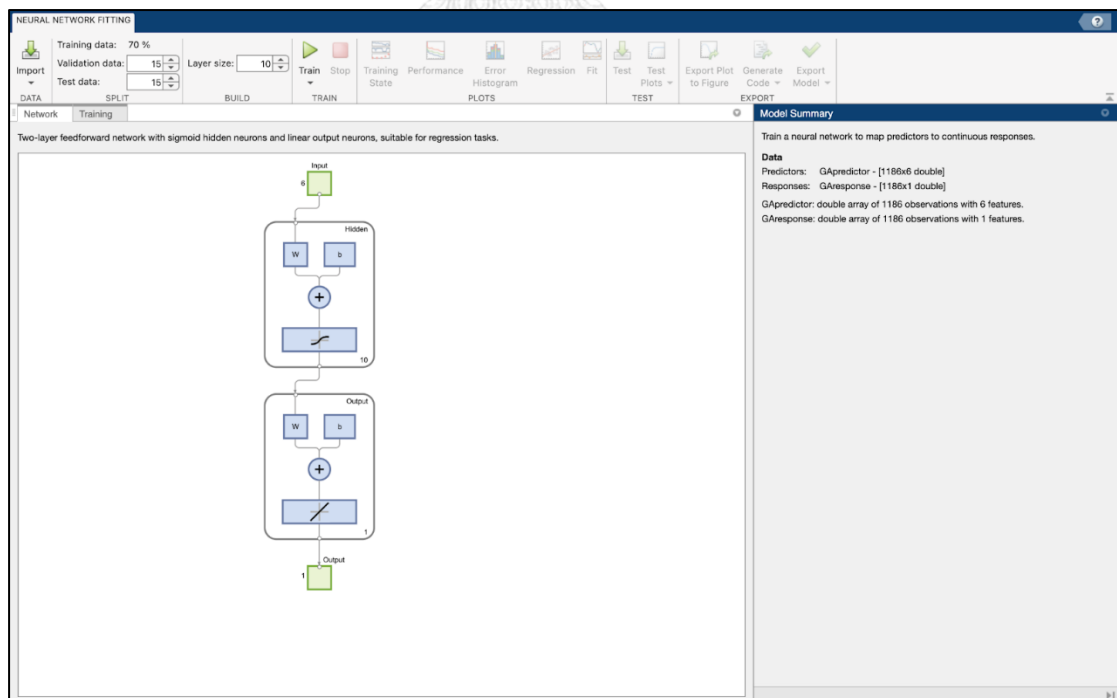 NEURAL NETWORK FITTING
?
Import
Training data: 70 %
Validation data: 15
Test data: 15
Layer size: 10
Train
Stop
Training State
Performance
Error Histogram
Regression
Fit
Test
Test Plots
Export Plot to Figure
Generate Code
Export Model
DATA
SPLIT
BUILD
TRAIN
PLOTS
TEST
EXPORT
Network
Training
Two-layer feedforward network with sigmoid hidden neurons and linear output neurons, suitable for regression tasks.
Input
6
Hidden
W
b
+
10
Output
W
b
+
1
Output
1
Model Summary
Train a neural network to map predictors to continuous responses.
Data
Predictors: GApredictor - [1186x6 double]
Responses: GAresponse - [1186x1 double]
GApredictor: double array of 1186 observations with 6 features.
GAresponse: double array of 1186 observations with 1 features.